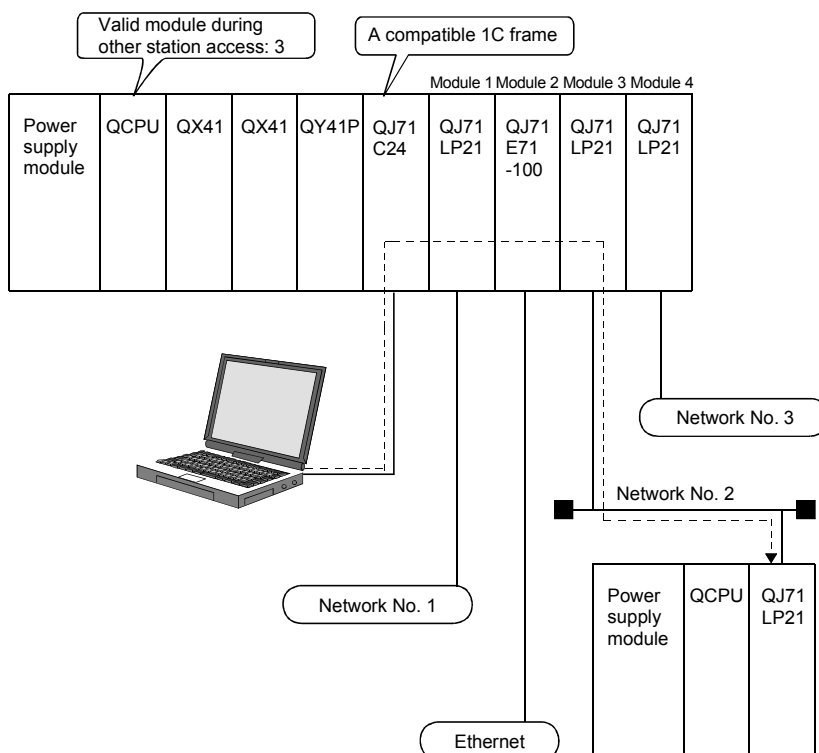 Valid module during
other station access: 3
A compatible 1C frame
Module 1 Module 2 Module 3 Module 4
Power
supply
module
QCPU
QX41
QX41
QY41P
QJ71
C24
QJ71
LP21
QJ71
E71
-100
QJ71
LP21
QJ71
LP21
Network No. 3
Network No. 2
Network No. 1
Power
supply
module
QCPU
QJ71
LP21
Ethernet